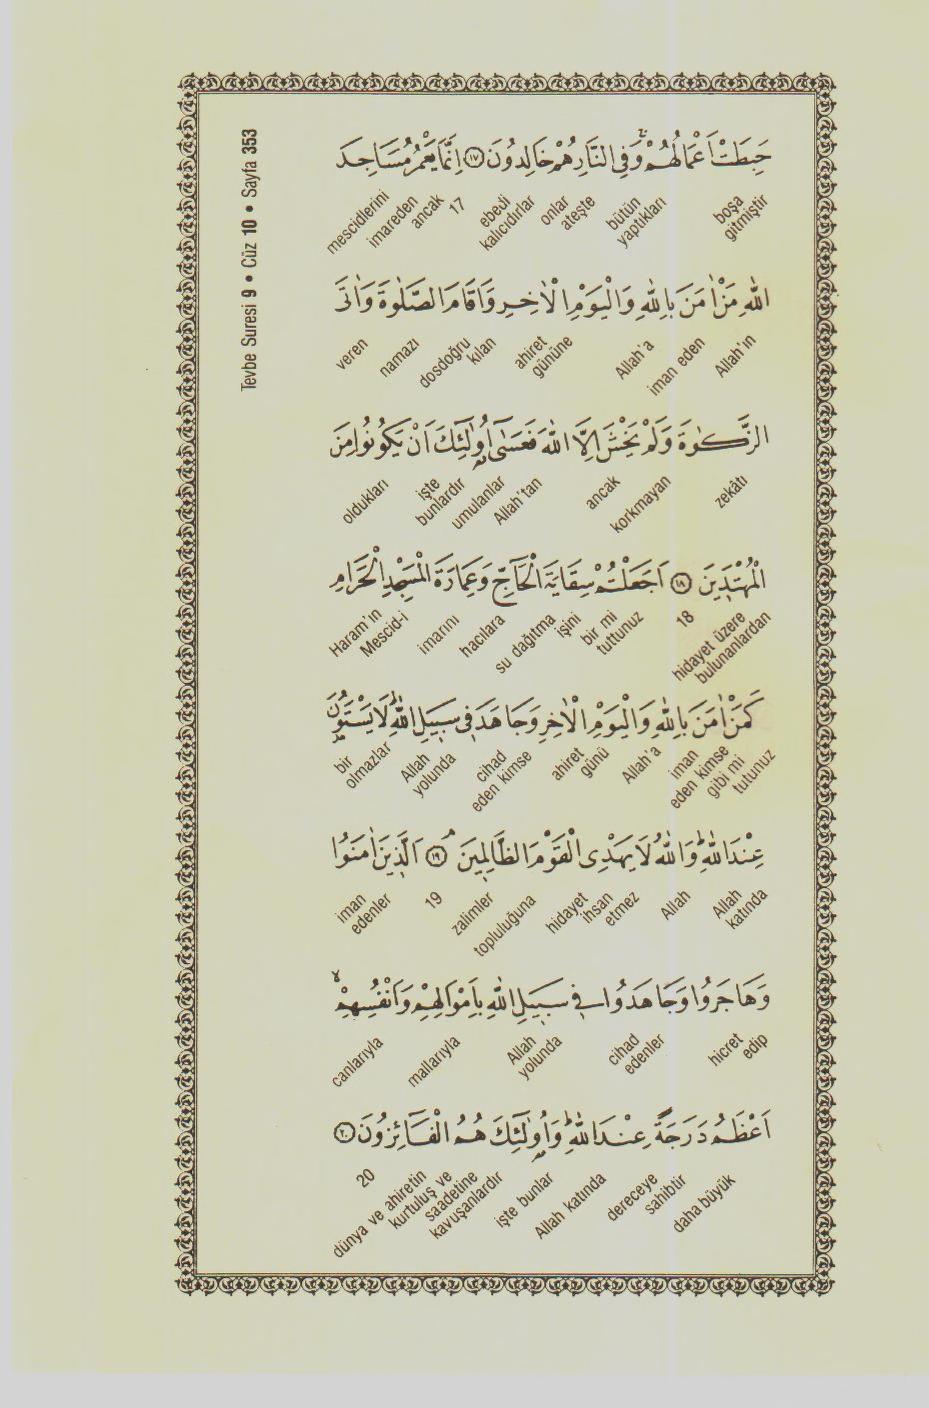 Tevbe Suresi 9 • Cüz 10 • Sayfa 353
حَبِطَتْ اَعْمَالُهُمْۚ وَفِي النَّارِ هُمْ خَالِدُونَ ﴿١٧﴾ اِنَّمَا يَعْمُرُ مَسَاجِدَ
boşa gitmiştir bütün yaptıkları ateşte onlar ebedî kalıcıdırlar 17 ancak imareden mescidlerini
اللّٰهِ مَنْ اٰمَنَ بِاللّٰهِ وَالْيَوْمِ الْاٰخِرِ وَاَقَامَ الصَّلٰوةَ وَاٰتَى
Allah'ın iman eden Allah'a ahiret gününe dosdoğru kılan namazı veren
الزَّكٰوةَ وَلَمْ يَخْشَ اِلَّا اللّٰهَ فَعَسٰٓى اُو۬لٰٓئِكَ اَنْ يَكُونُوا مِنَ
zekâtı korkmayan ancak Allah'tan umulanlar işte bunlardır oldukları
الْمُهْتَد۪ينَ ﴿١٨﴾ اَجَعَلْتُمْ سِقَايَةَ الْحَٓاجِّ وَعِمَارَةَ الْمَسْجِدِ الْحَرَامِ
hidayet üzere bulunanlardan 18 bir mi tuttunuz su dağıtma işini hacılara imarını Haram'ın Mescid-i
كَمَنْ اٰمَنَ بِاللّٰهِ وَالْيَوْمِ الْاٰخِرِ وَجَاهَدَ ف۪ي سَب۪يلِ اللّٰهِۜ لَا يَسْتَوُ۫نَ
iman eden kimse gibi mi tutunuz Allah'a ahiret günü cihad eden kimse Allah yolunda bir olmazlar
عِنْدَ اللّٰهِۜ وَاللّٰهُ لَا يَهْدِي الْقَوْمَ الظَّالِم۪ينَۢ ﴿١٩﴾ اَلَّذ۪ينَ اٰمَنُوا
Allah katında Allah hidayet ihsan etmez topluluğuna zalimler 19 iman edenler
وَهَاجَرُوا وَجَاهَدُوا ف۪ي سَب۪يلِ اللّٰهِ بِاَمْوَالِهِمْ وَاَنْفُسِهِمْۙ
hicret edip cihad edenler Allah yolunda mallarıyla canlarıyla
اَعْظَمُ دَرَجَةً عِنْدَ اللّٰهِۜ وَاُو۬لٰٓئِكَ هُمُ الْفَٓائِزُونَ ﴿٢٠﴾
daha büyük dereceye sahibtir Allah katında işte bunlar dünya ve ahiretin kurtuluş ve saadetine kavuşanlardır 20